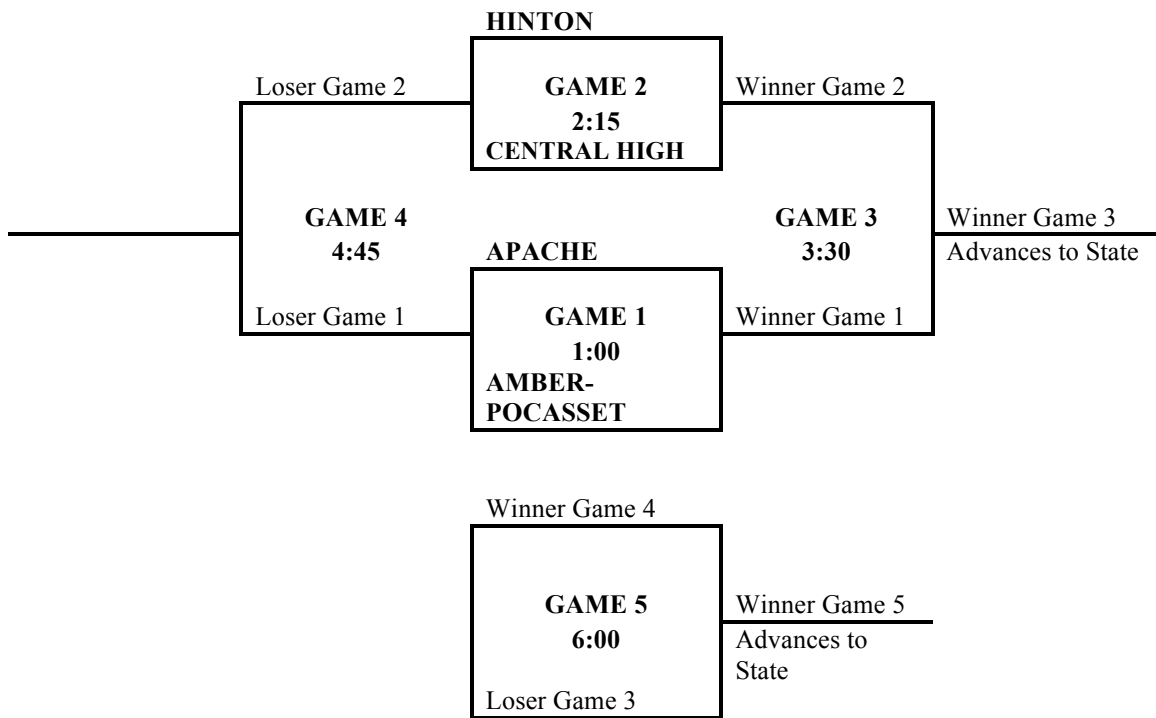 HINTON
Loser Game 2
GAME 2
Winner Game 2
2:15
CENTRAL HIGH
GAME 4
GAME 3
Winner Game 3
4:45
APACHE
3:30
Advances to State
Loser Game 1
GAME 1
Winner Game 1
1:00
AMBER-
POCASSET
Winner Game 4
GAME 5
Winner Game 5
6:00
Advances to
State
Loser Game 3